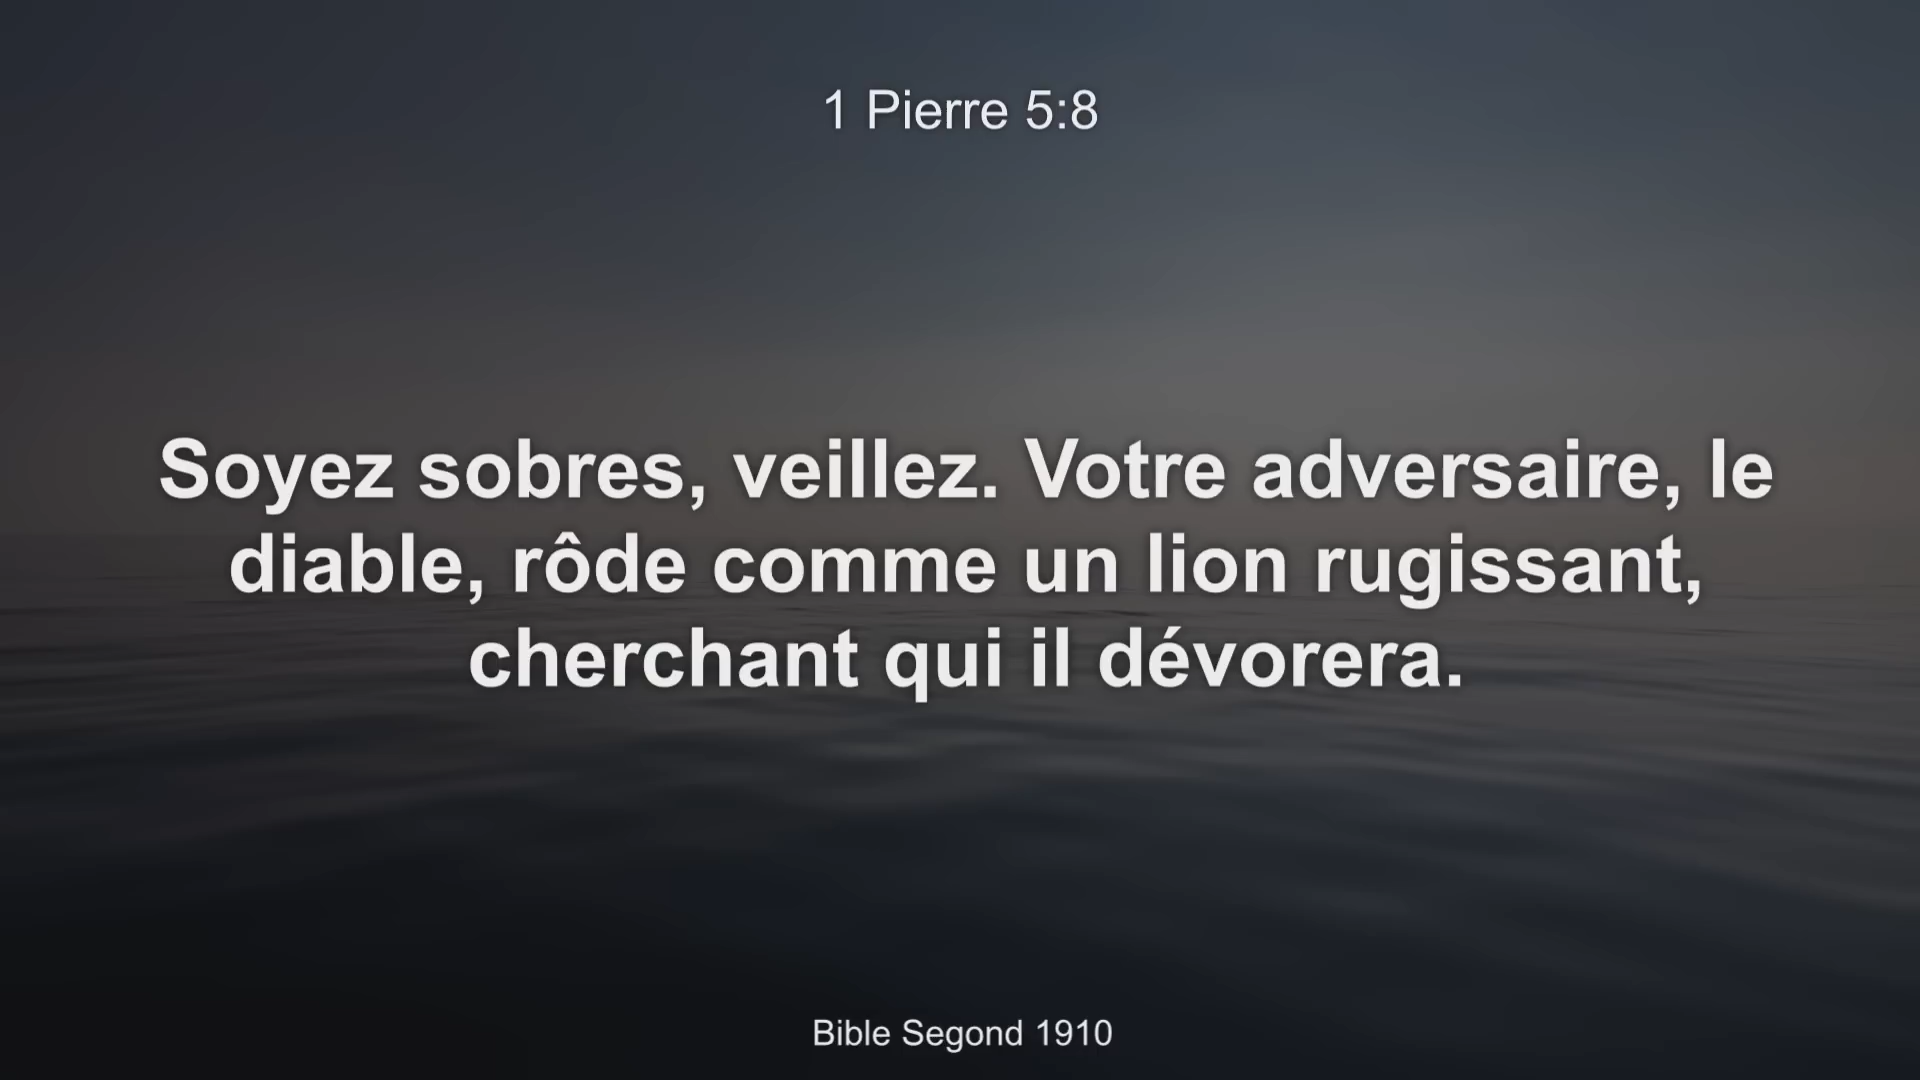 1 Pierre 5:8
Soyez sobres, veillez. Votre adversaire, le
diable, rôde comme un lion rugissant,
cherchant qui il dévorera.
Bible Segond 1910